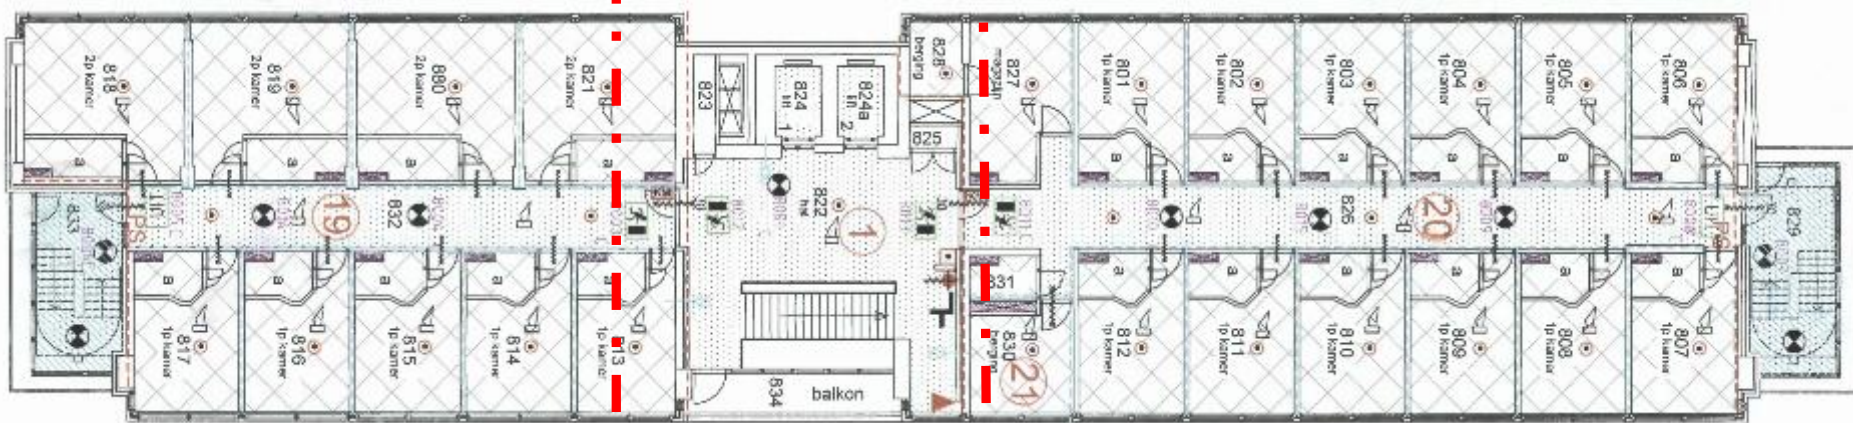 818
2p kamer
819
2p kamer
880
2p kamer
821
2p kamer
823
824
lift
1
824a
lift
2
828
berging
827
magazijn
801
1p kamer
802
1p kamer
803
1p kamer
804
1p kamer
805
1p kamer
806
1p kamer
a
a
a
a
825
a
a
a
a
a
a
833
19
832
822
hal
1
826
20
829
a
a
a
a
a
831
a
a
a
a
a
a
817
1p kamer
816
1p kamer
815
1p kamer
814
1p kamer
813
1p kamer
834
balkon
830
berging
21
812
1p kamer
811
1p kamer
810
1p kamer
809
1p kamer
808
1p kamer
807
1p kamer